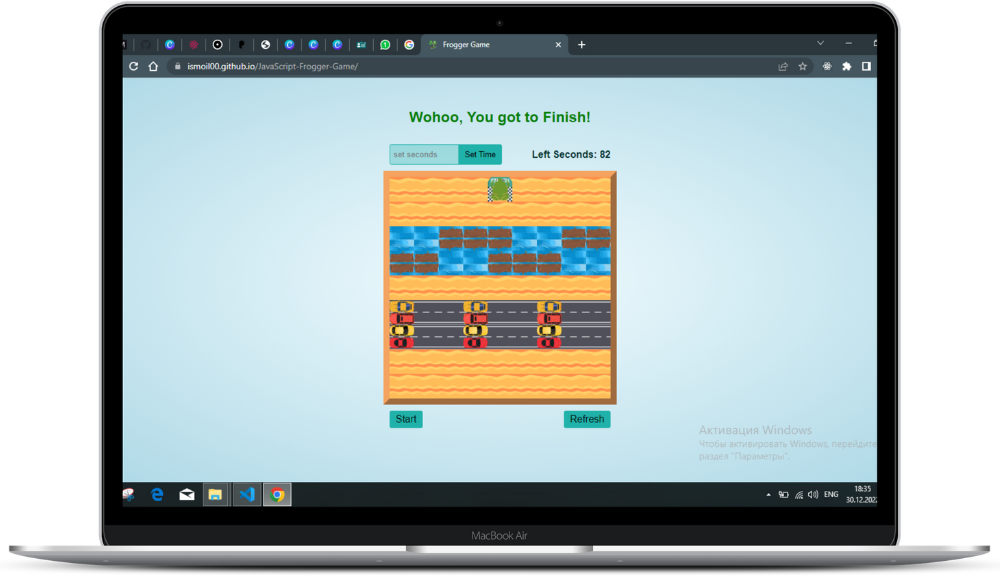 Frogger Game
ismoil00.github.io/JavaScript-Frogger-Game/
Wohoo, You got to Finish!
set seconds
Set Time
Left Seconds: 82
Start
Refresh
Активация Windows
Чтобы активировать Windows, перейдите
раздел "Параметры".
ENG
18:35
30.12.202
MacBook Air